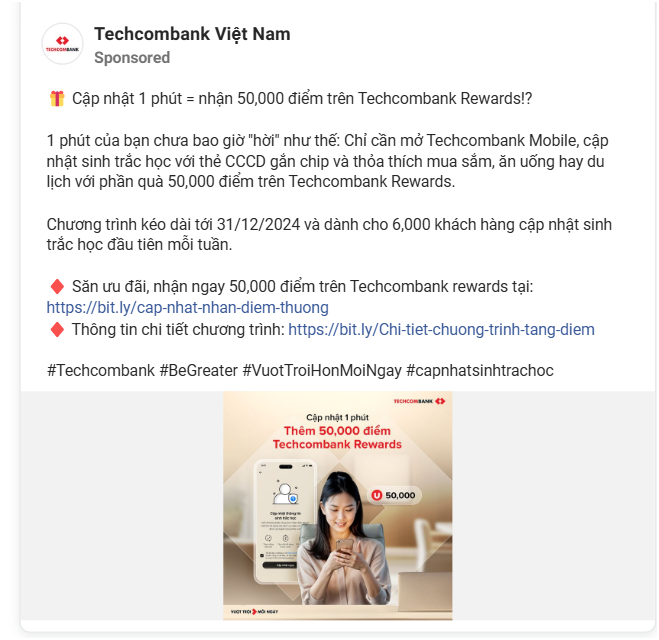 Techcombank Việt Nam
TECHCOMBANK
Sponsored
🎁 Cập nhật 1 phút = nhận 50,000 điểm trên Techcombank Rewards!?
1 phút của bạn chưa bao giờ "hời" như thế: Chỉ cần mở Techcombank Mobile, cập
nhật sinh trắc học với thẻ CCCD gắn chip và thỏa thích mua sắm, ăn uống hay du
lịch với phần quà 50,000 điểm trên Techcombank Rewards.
Chương trình kéo dài tới 31/12/2024 và dành cho 6,000 khách hàng cập nhật sinh
trắc học đầu tiên mỗi tuần.
♦️ Săn ưu đãi, nhận ngay 50,000 điểm trên Techcombank rewards tại:
https://bit.ly/cap-nhat-nhan-diem-thuong
♦️ Thông tin chi tiết chương trình: https://bit.ly/Chi-tiet-chuong-trinh-tang-diem
#Techcombank #BeGreater #VuotTroiHonMoiNgay #capnhatsinhtrachoc
TECHCOMBANK
Cập nhật 1 phút
Thêm 50,000 điểm
Techcombank Rewards
U 50,000
Cập nhật thông tin
sinh trắc học
VƯỢT TRỘI MỖI NGÀY